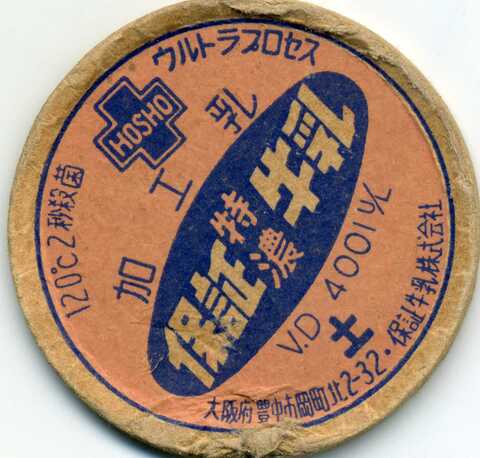 ウルトラプロセス
HOSHO
120℃2秒殺菌
加工乳
保証特濃牛乳
V.D 400IU/L
土
大阪府豊中市岡町北2-32・保証牛乳株式会社